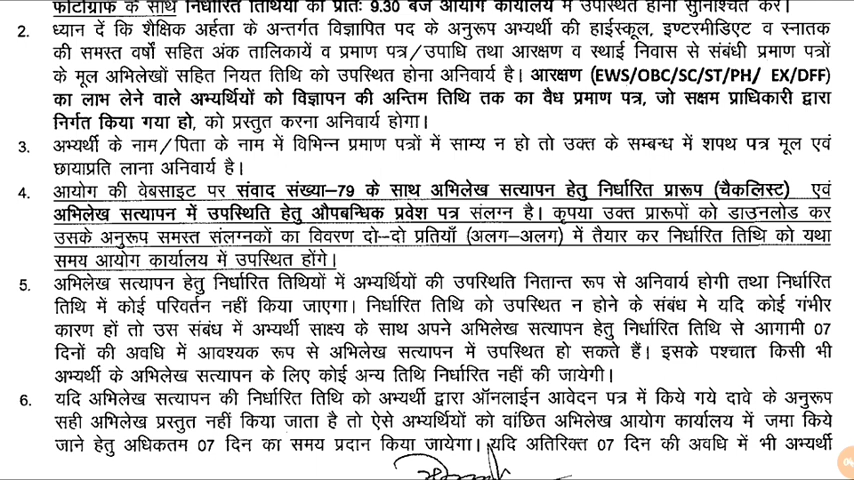 फोटोग्राफ के साथ निर्धारित तिथियों को प्रातः 9.30 बजे आयोग कार्यालय में उपस्थित होना सुनिश्चित करें।
2. ध्यान दें कि शैक्षिक अर्हता के अन्तर्गत विज्ञापित पद के अनुरूप अभ्यर्थी की हाईस्कूल, इण्टरमीडिएट व स्नातक
की समस्त वर्षों सहित अंक तालिकायें व प्रमाण पत्र/उपाधि तथा आरक्षण व स्थाई निवास से संबंधी प्रमाण पत्रों
के मूल अभिलेखों सहित नियत तिथि को उपस्थित होना अनिवार्य है। आरक्षण (EWS/OBC/SC/ST/PH/ EX/DFF)
का लाभ लेने वाले अभ्यर्थियों को विज्ञापन की अन्तिम तिथि तक का वैध प्रमाण पत्र, जो सक्षम प्राधिकारी द्वारा
निर्गत किया गया हो, को प्रस्तुत करना अनिवार्य होगा।
3. अभ्यर्थी के नाम/पिता के नाम में विभिन्न प्रमाण पत्रों में साम्य न हो तो उक्त के सम्बन्ध में शपथ पत्र मूल एवं
छायाप्रति लाना अनिवार्य है।
4. आयोग की वेबसाइट पर संवाद संख्या–79 के साथ अभिलेख सत्यापन हेतु निर्धारित प्रारूप (चैकलिस्ट) एवं
अभिलेख सत्यापन में उपस्थिति हेतु औपबन्धिक प्रवेश पत्र संलग्न है। कृपया उक्त प्रारूपों को डाउनलोड कर
उसके अनुरूप समस्त संलग्नकों का विवरण दो–दो प्रतियाँ (अलग–अलग) में तैयार कर निर्धारित तिथि को यथा
समय आयोग कार्यालय में उपस्थित होंगे।
5. अभिलेख सत्यापन हेतु निर्धारित तिथियों में अभ्यर्थियों की उपस्थिति नितान्त रूप से अनिवार्य होगी तथा निर्धारित
तिथि में कोई परिवर्तन नहीं किया जाएगा। निर्धारित तिथि को उपस्थित न होने के संबंध मे यदि कोई गंभीर
कारण हों तो उस संबंध में अभ्यर्थी साक्ष्य के साथ अपने अभिलेख सत्यापन हेतु निर्धारित तिथि से आगामी 07
दिनों की अवधि में आवश्यक रूप से अभिलेख सत्यापन में उपस्थित हो सकते हैं। इसके पश्चात किसी भी
अभ्यर्थी के अभिलेख सत्यापन के लिए कोई अन्य तिथि निर्धारित नहीं की जायेगी।
6. यदि अभिलेख सत्यापन की निर्धारित तिथि को अभ्यर्थी द्वारा ऑनलाईन आवेदन पत्र में किये गये दावे के अनुरूप
सही अभिलेख प्रस्तुत नहीं किया जाता है तो ऐसे अभ्यर्थियों को वांछित अभिलेख आयोग कार्यालय में जमा किये
जाने हेतु अधिकतम 07 दिन का समय प्रदान किया जायेगा। यदि अतिरिक्त 07 दिन की अवधि में भी अभ्यर्थी